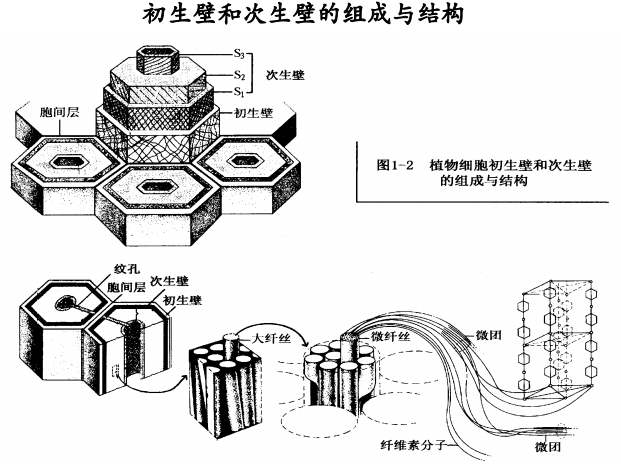 初生壁和次生壁的组成与结构
S3
S2
次生壁
S1
胞间层
初生壁
图1-2 植物细胞初生壁和次生壁
的组成与结构
纹孔
胞间层
次生壁
初生壁
大纤丝
微纤丝
微团
纤维素分子
微团